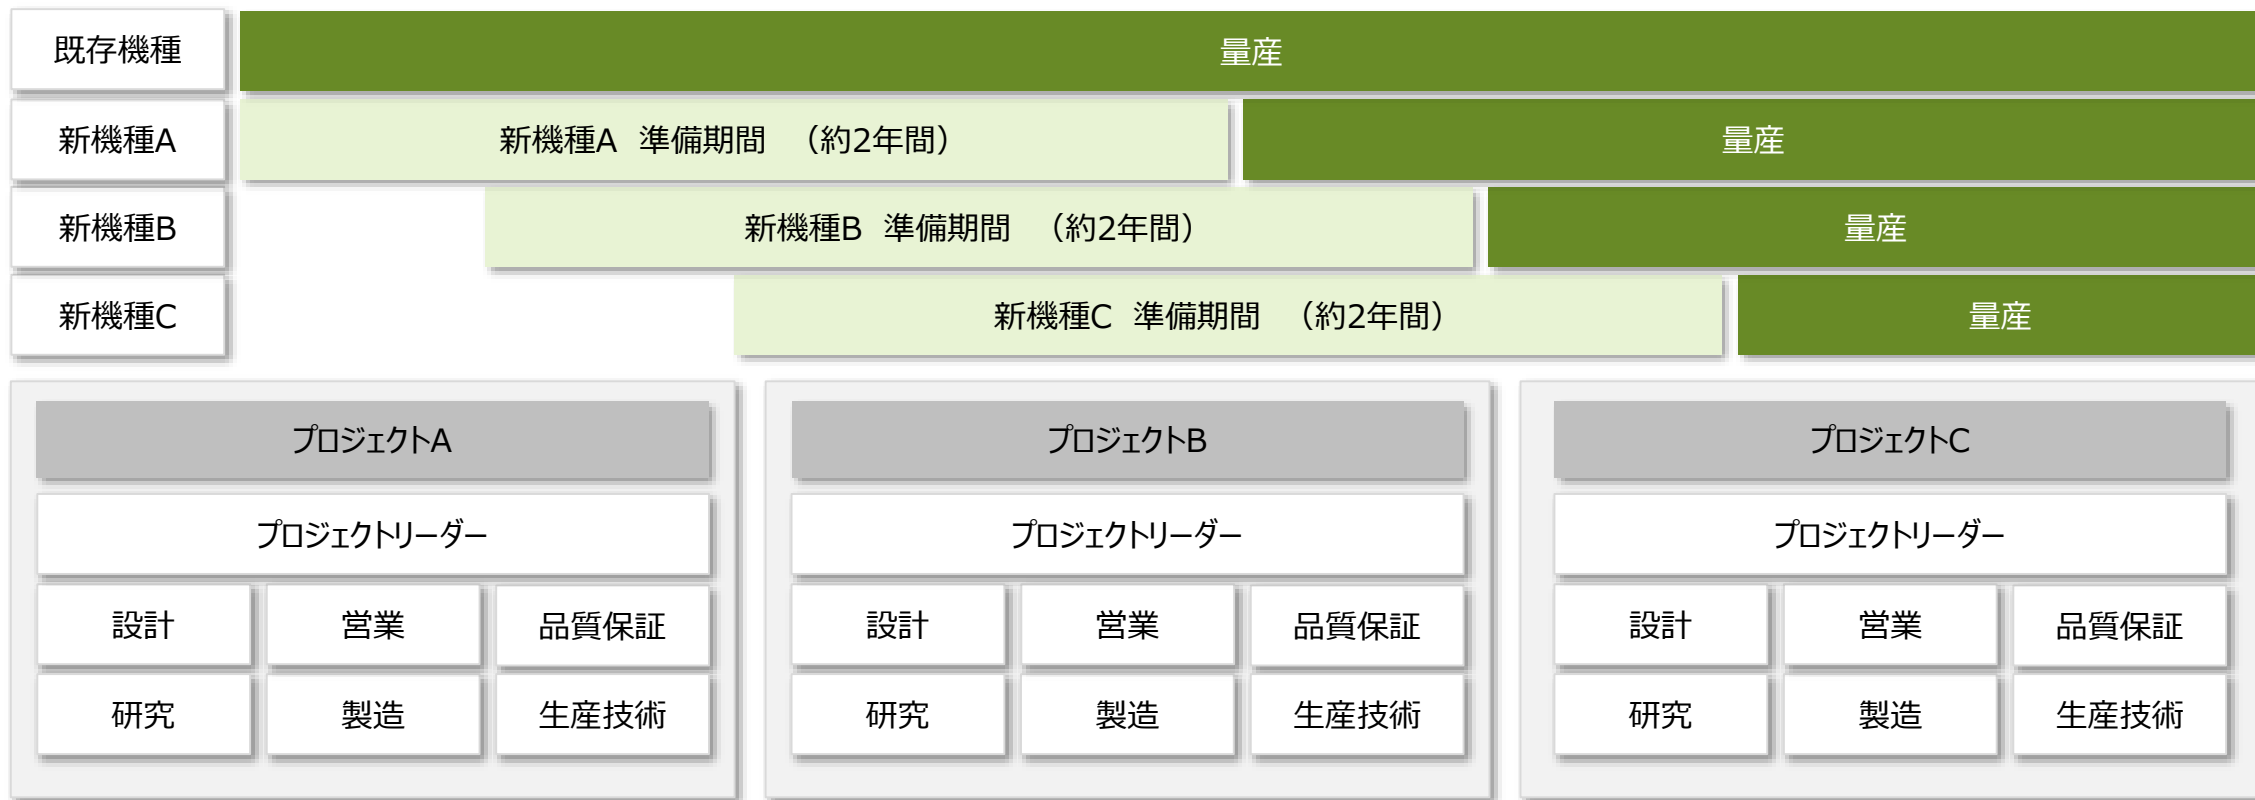 既存機種
量産
新機種A
新機種A 準備期間 （約2年間）
量産
新機種B
新機種B 準備期間 （約2年間）
量産
新機種C
新機種C 準備期間 （約2年間）
量産
プロジェクトA
プロジェクトリーダー
設計 営業 品質保証
研究 製造 生産技術
プロジェクトB
プロジェクトリーダー
設計 営業 品質保証
研究 製造 生産技術
プロジェクトC
プロジェクトリーダー
設計 営業 品質保証
研究 製造 生産技術